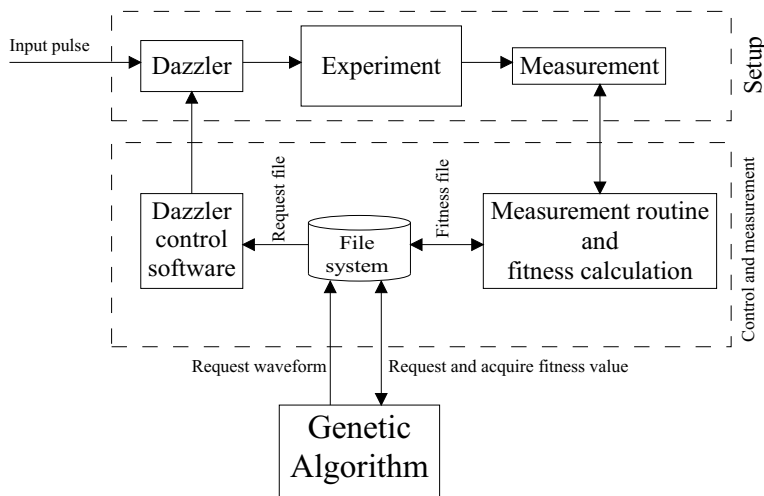 Input pulse
Dazzler
Experiment
Measurement
Setup
Request file
Fitness file
Dazzler
control
software
File
system
Measurement routine
and
fitness calculation
Control and measurement
Request waveform
Request and acquire fitness value
Genetic
Algorithm